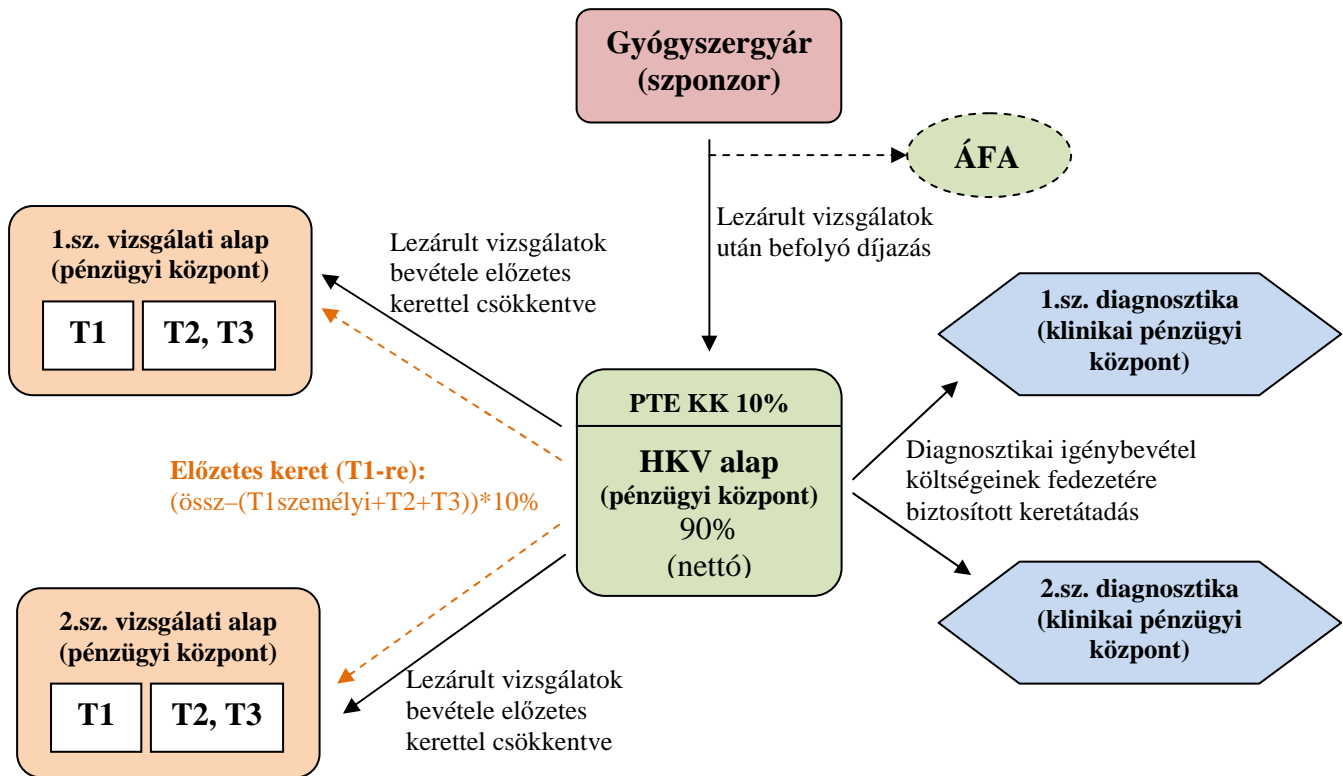 Gyógyszergyár
(szponzor)
ÁFA
Lezárult vizsgálatok
után befolyó díjazás
1.sz. vizsgálati alap
(pénzügyi központ)
T1
T2, T3
Lezárult vizsgálatok
bevétele előzetes
kerettel csökkentve
1.sz. diagnosztika
(klinikai pénzügyi
központ)
PTE KK 10%
HKV alap
(pénzügyi központ)
90%
(nettó)
Előzetes keret (T1-re):
(össz–(T1személyi+T2+T3))*10%
Diagnosztikai igénybevétel
költségeinek fedezetére
biztosított keretátadás
2.sz. vizsgálati alap
(pénzügyi központ)
T1
T2, T3
Lezárult vizsgálatok
bevétele előzetes
kerettel csökkentve
2.sz. diagnosztika
(klinikai pénzügyi
központ)